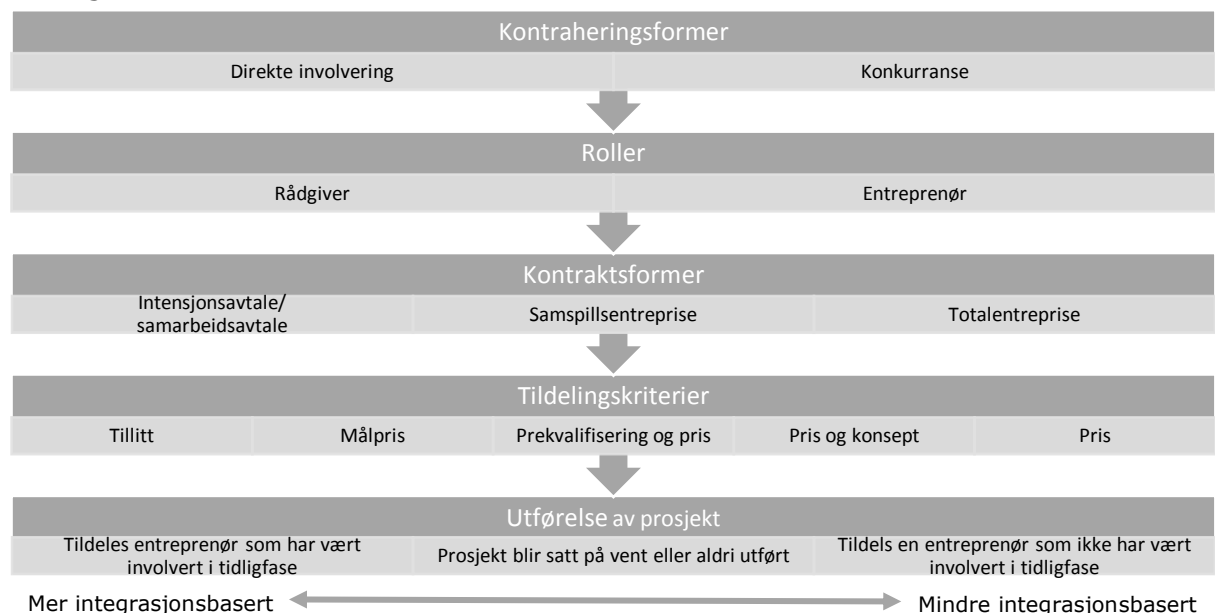 Kontraheringsformer
Direkte involvering
Konkurranse
Roller
Rådgiver
Entreprenør
Kontraktsformer
Intensjonsavtale/
samarbeidsavtale
Samspillsentreprise
Totalentreprise
Tildelingskriterier
Tillitt
Målpris
Prekvalifisering og pris
Pris og konsept
Pris
Utførelse av prosjekt
Tildeles entreprenør som har vært
involvert i tidligfase
Prosjekt blir satt på vent eller aldri utført
Tildels en entreprenør som ikke har vært
involvert i tidligfase
Mer integrasjonsbasert
Mindre integrasjonsbasert